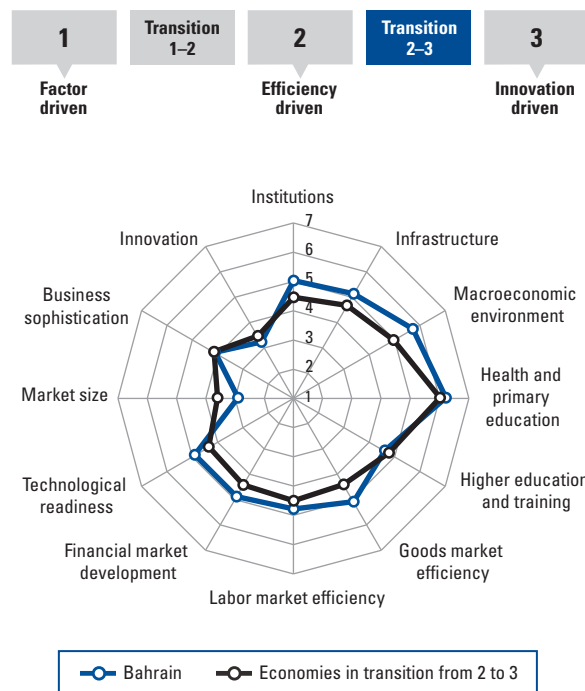 1
Transition
1–2
2
Transition
2–3
3
Factor
driven
Efficiency
driven
Innovation
driven
Institutions
7
Innovation
6
Infrastructure
5
Business
sophistication
4
Macroeconomic
environment
3
2
Market size
1
Health and
primary
education
Technological
readiness
Higher education
and training
Financial market
development
Goods market
efficiency
Labor market efficiency
Bahrain
Economies in transition from 2 to 3